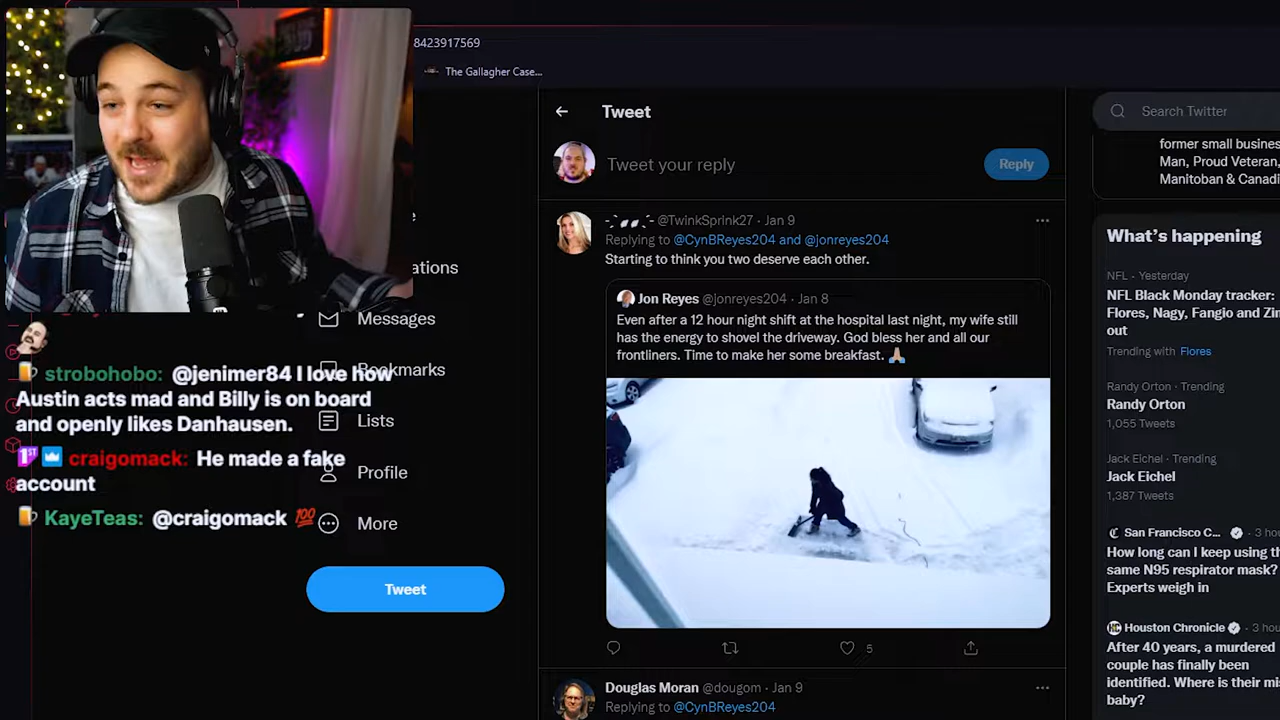 8423917569
The Gallagher Case...
Tweet
Search Twitter
Tweet your reply
Reply
former small busines
Man, Proud Veteran,
Manitoba & Canadi
@TwinkSprink27 · Jan 9
Replying to @CynBReyes204 and @jonreyes204
Starting to think you two deserve each other.
Jon Reyes @jonreyes204 · Jan 8
Even after a 12 hour night shift at the hospital last night, my wife still
has the energy to shovel the driveway. God bless her and all our
frontliners. Time to make her some breakfast. 🙏🏼
5
Douglas Moran @dougom · Jan 9
Replying to @CynBReyes204
What's happening
NFL · Yesterday
NFL Black Monday tracker:
Flores, Nagy, Fangio and Zim
out
Trending with Flores
Randy Orton · Trending
Randy Orton
1,055 Tweets
Jack Eichel · Trending
Jack Eichel
1,387 Tweets
San Francisco C... · 3 hou
How long can I keep using th
same N95 respirator mask?
Experts weigh in
Houston Chronicle · 3 hou
After 40 years, a murdered
couple has finally been
identified. Where is their mis
baby?
e
ations
Messages
Bookmarks
Lists
Profile
More
Tweet
strobohobo: @jenimer84 I love how
Austin acts mad and Billy is on board
and openly likes Danhausen.
1ST craigomack: He made a fake
account
KayeTeas: @craigomack 💯